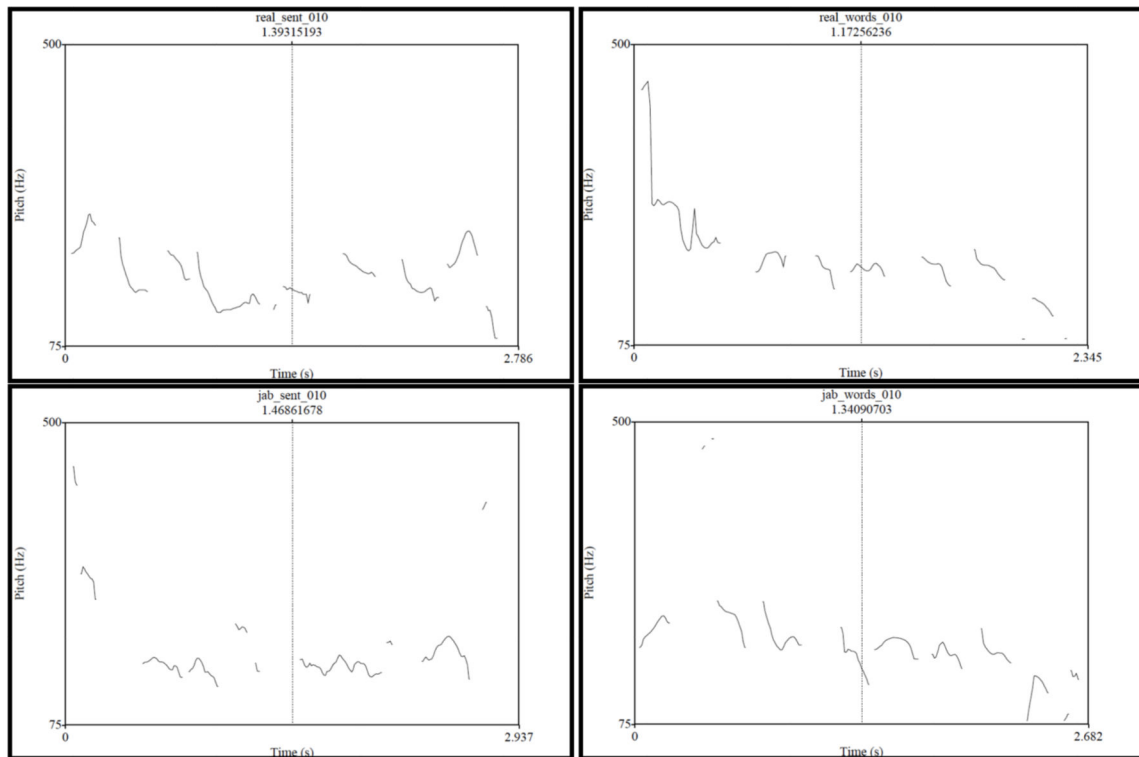 real_sent_010
1.39315193
500
Pitch (Hz)
75
0
2.786
Time (s)
real_words_010
1.17256236
500
Pitch (Hz)
75
0
2.345
Time (s)
jab_sent_010
1.46861678
500
Pitch (Hz)
75
0
2.937
Time (s)
jab_words_010
1.34090703
500
Pitch (Hz)
75
0
2.682
Time (s)